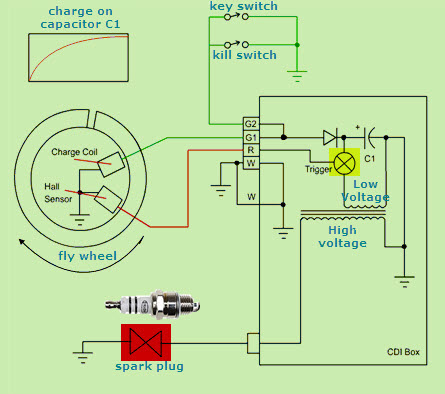 charge on
capacitor C1
key switch
kill switch
G2
G1
R
W
W
Charge Coil
Hall
Sensor
fly wheel
+
C1
Trigger
Low
Voltage
High
voltage
spark plug
CDI Box